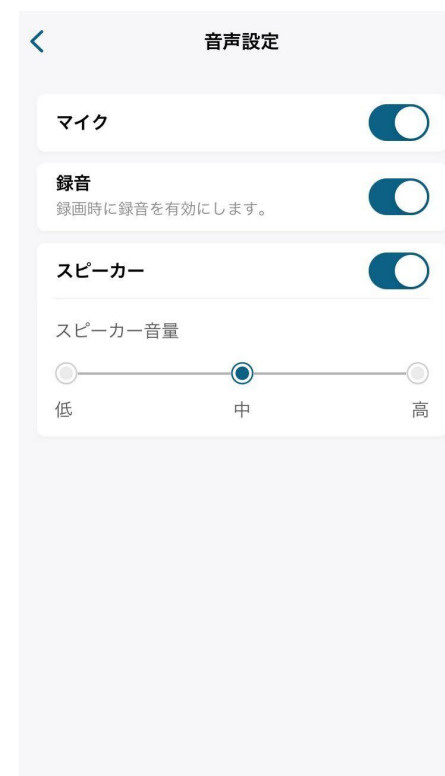 音声設定
マイク
録音
録画時に録音を有効にします。
スピーカー
スピーカー音量
低 中 高